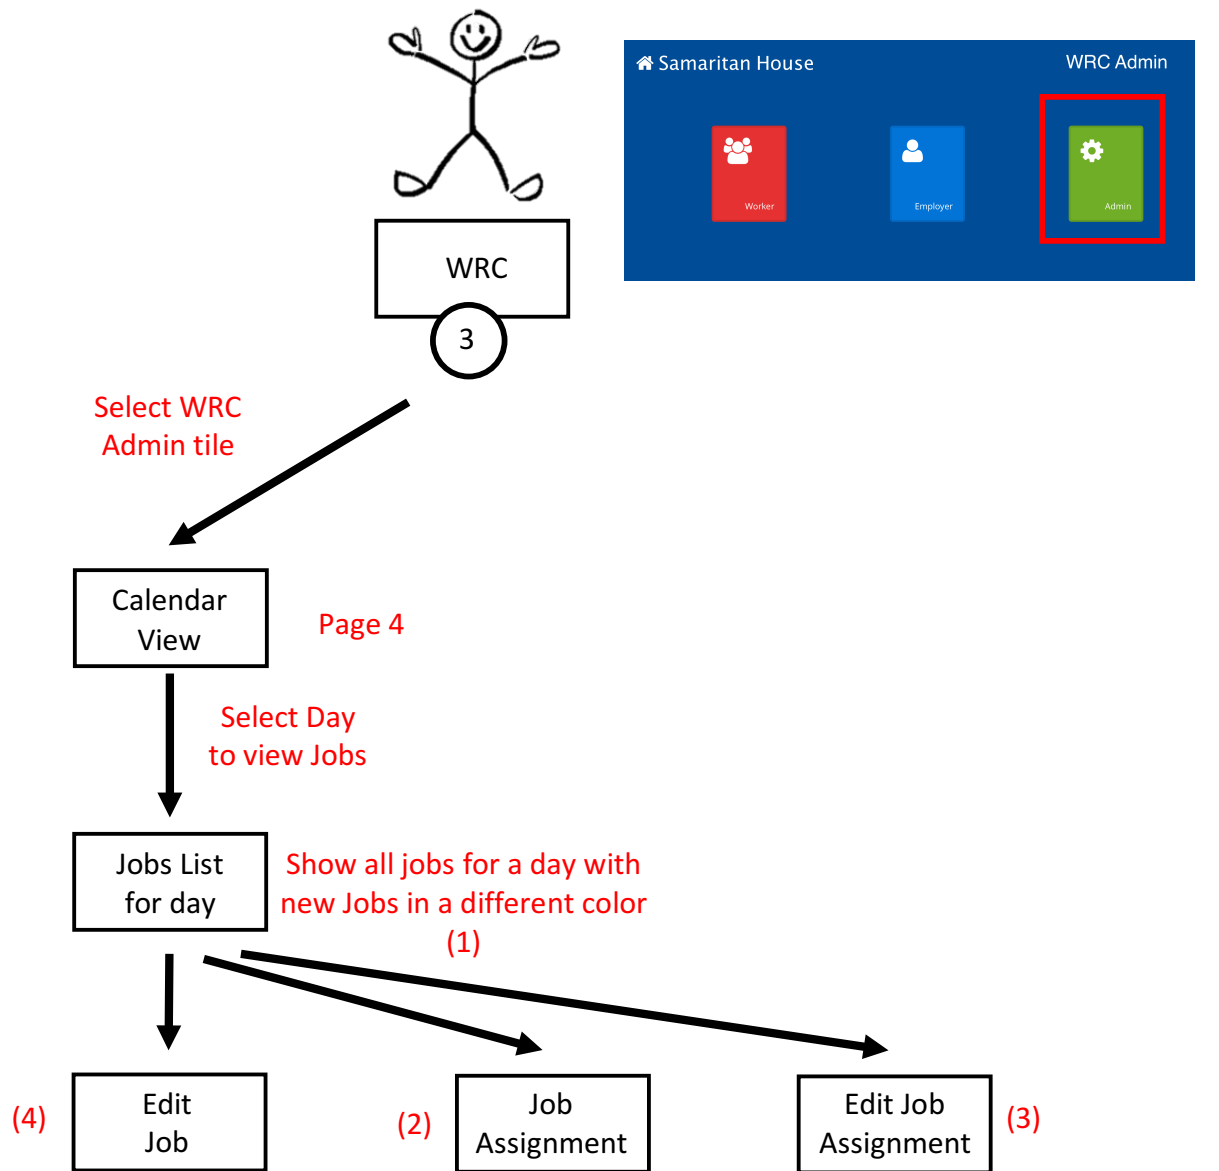 Samaritan House
WRC Admin
Worker
Employer
Admin
WRC
3
Select WRC
Admin tile
Calendar
View
Page 4
Select Day
to view Jobs
Jobs List
for day
Show all jobs for a day with
new Jobs in a different color
(1)
(4)
Edit
Job
(2)
Job
Assignment
Edit Job
Assignment
(3)